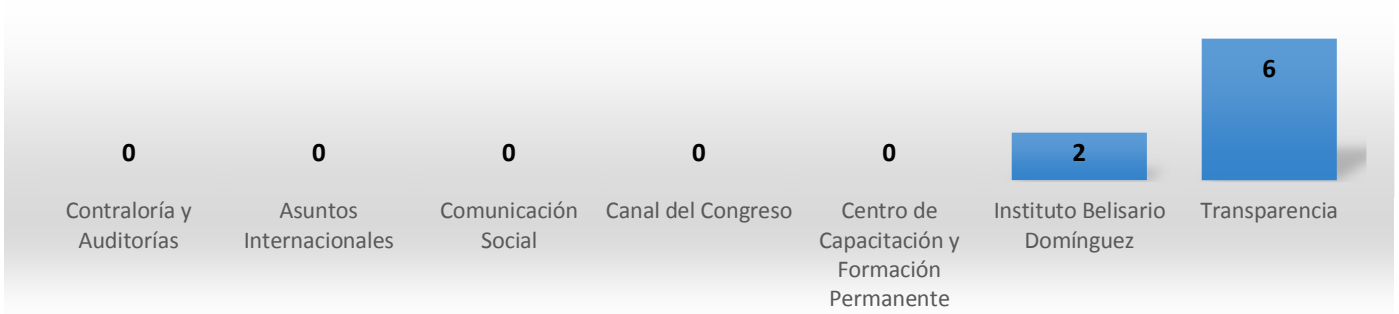 6
0 0 0 0 0 2
Contraloría y Auditorías
Asuntos Internacionales
Comunicación Social
Canal del Congreso
Centro de Capacitación y Formación Permanente
Instituto Belisario Domínguez
Transparencia